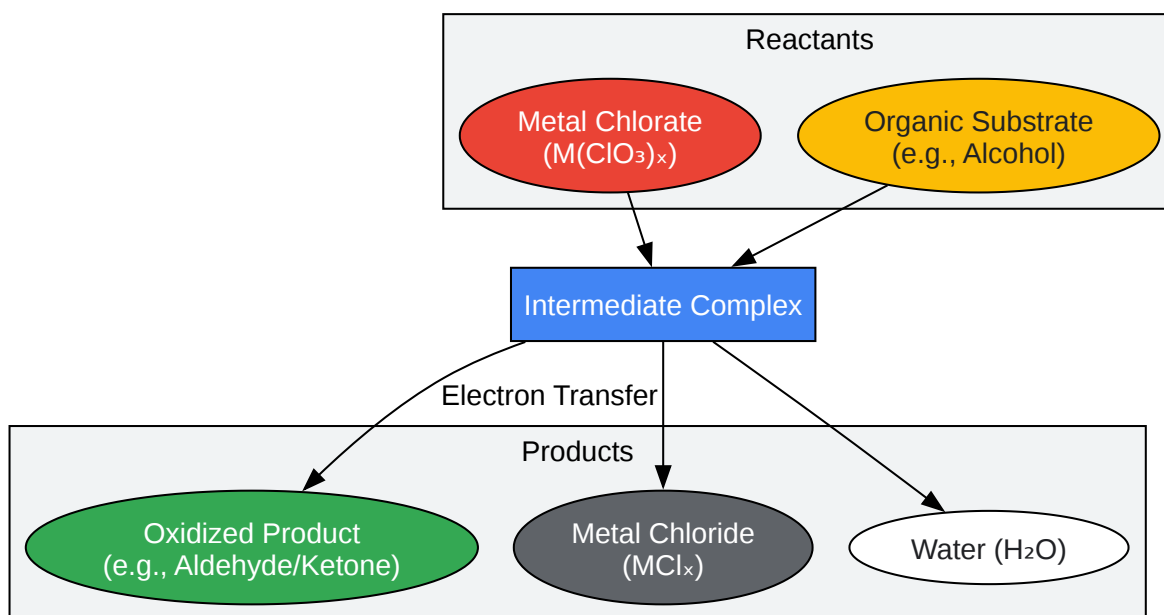 Reactants
Metal Chlorate
(M(ClO₃)ₓ)
Organic Substrate
(e.g., Alcohol)
Intermediate Complex
Electron Transfer
Products
Oxidized Product
(e.g., Aldehyde/Ketone)
Metal Chloride
(MClₓ)
Water (H₂O)